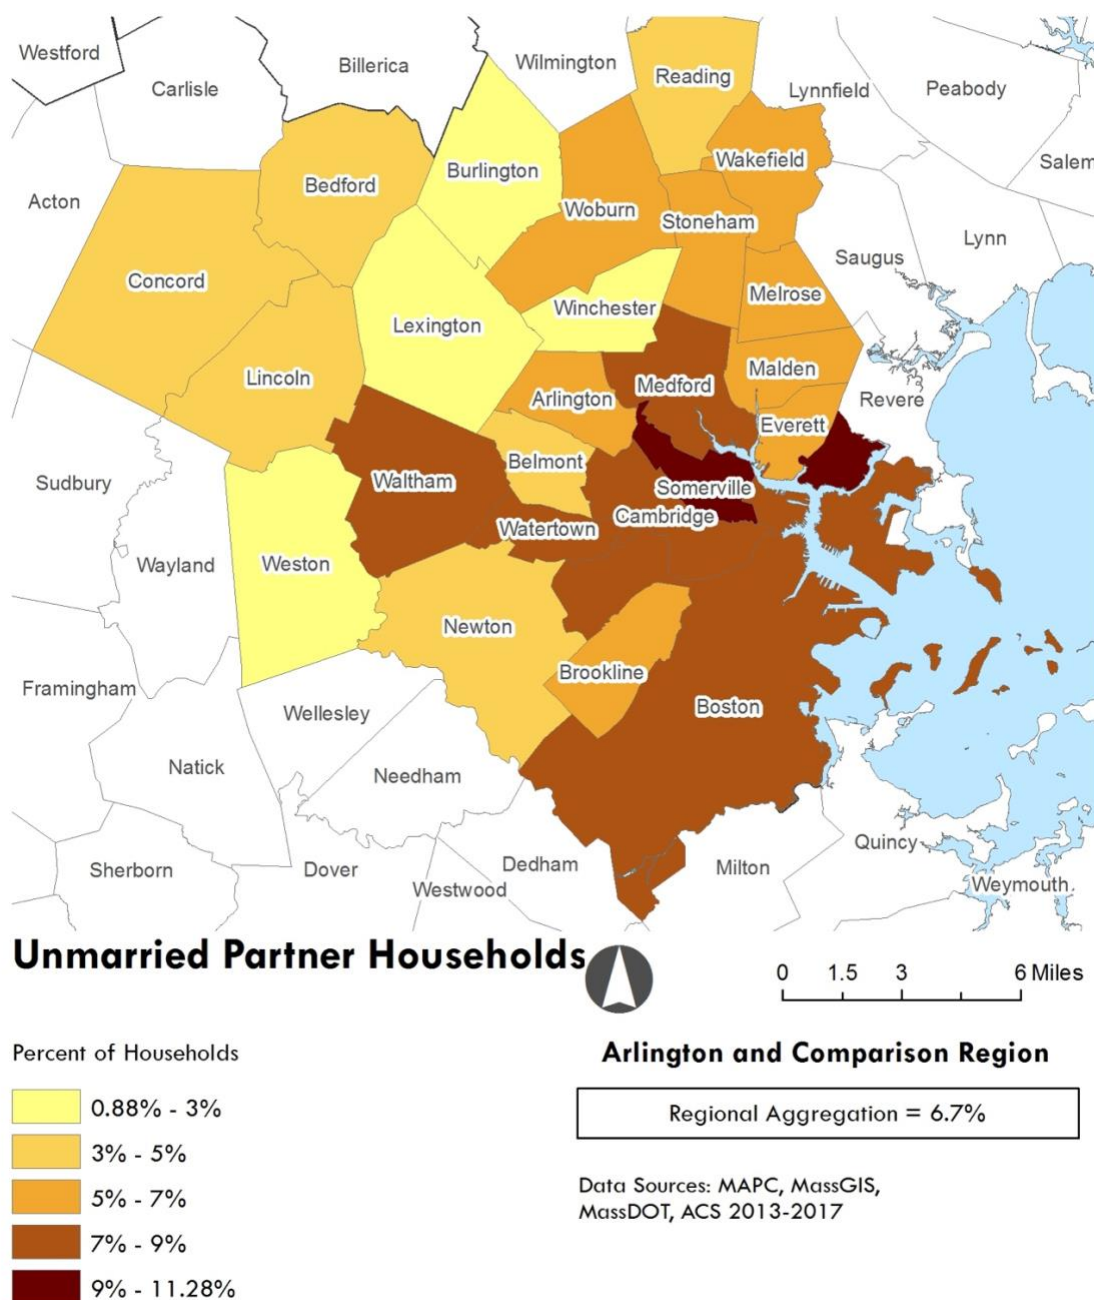 Westford
Carlisle
Billerica
Wilmington
Reading
Lynnfield
Peabody
Salem
Acton
Bedford
Burlington
Woburn
Wakefield
Stoneham
Lynn
Saugus
Concord
Lexington
Winchester
Melrose
Lincoln
Arlington
Medford
Malden
Revere
Everett
Sudbury
Waltham
Belmont
Somerville
Watertown
Cambridge
Wayland
Weston
Newton
Brookline
Boston
Framingham
Wellesley
Natick
Needham
Sherborn
Dover
Westwood
Dedham
Milton
Quincy
Weymouth
Unmarried Partner Households
0 1.5 3 6 Miles
Percent of Households
0.88% - 3%
3% - 5%
5% - 7%
7% - 9%
9% - 11.28%
Arlington and Comparison Region
Regional Aggregation = 6.7%
Data Sources: MAPC, MassGIS,
MassDOT, ACS 2013-2017